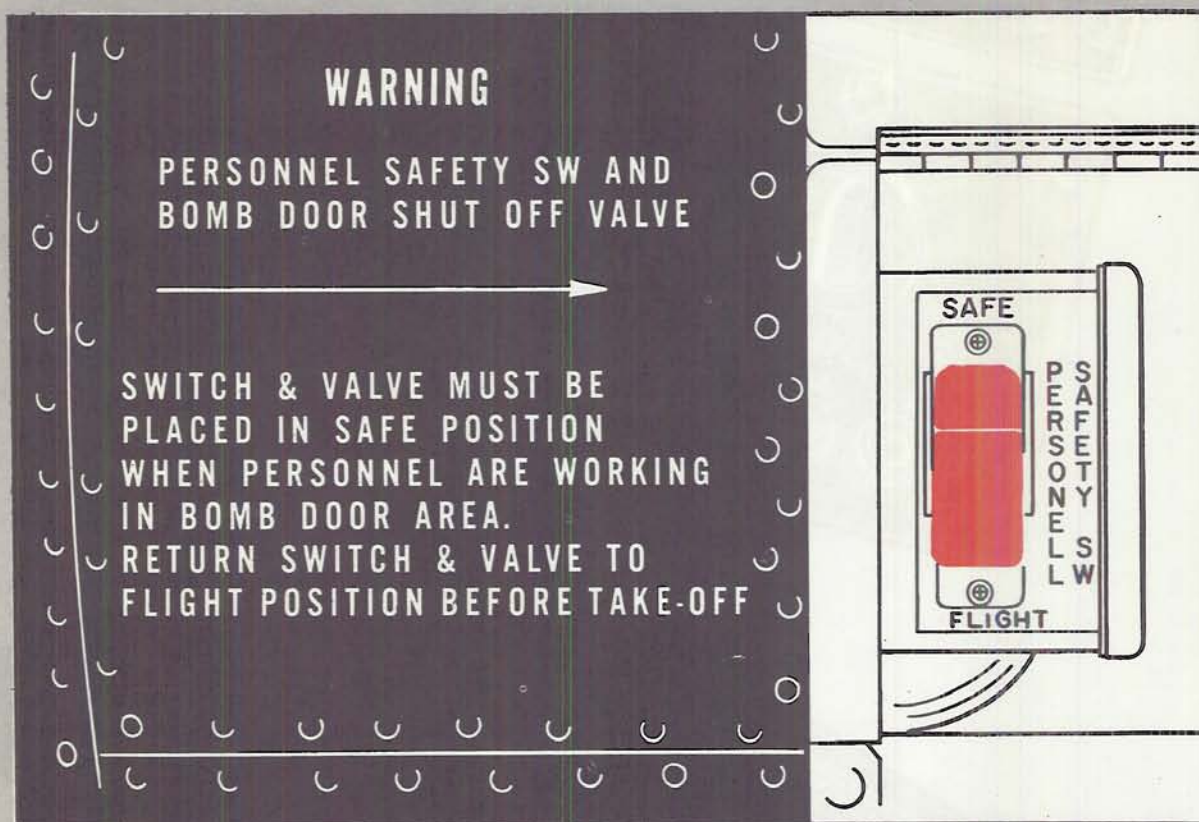 WARNING
PERSONNEL SAFETY SW AND
BOMB DOOR SHUT OFF VALVE
SWITCH & VALVE MUST BE
PLACED IN SAFE POSITION
WHEN PERSONNEL ARE WORKING
IN BOMB DOOR AREA.
RETURN SWITCH & VALVE TO
FLIGHT POSITION BEFORE TAKE-OFF
SAFE
PERSONELL
SAFETY SW
FLIGHT